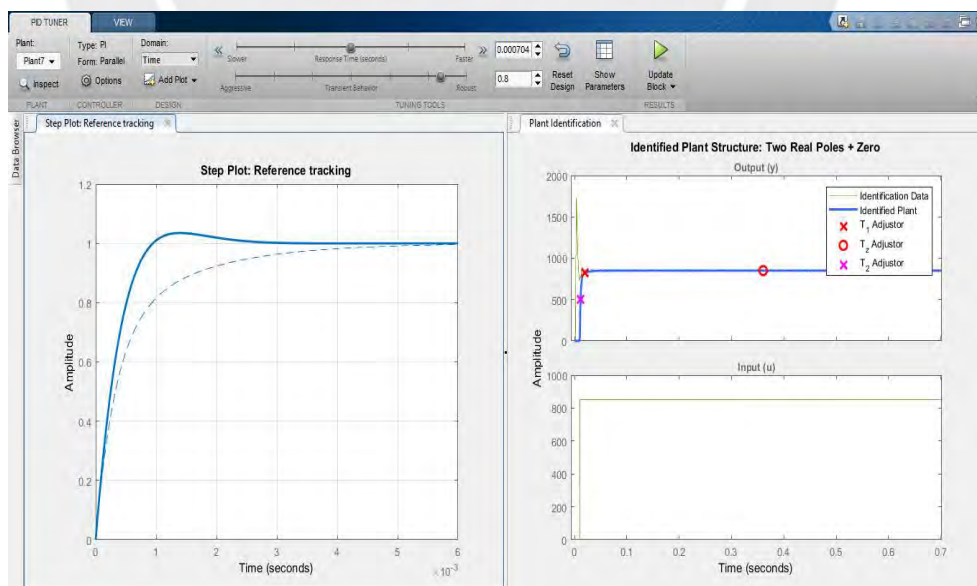 PID TUNER
VIEW
Plant:
Plant7
Inspect
PLANT
Type: PI
Form: Parallel
Options
CONTROLLER
Domain:
Time
Add Plot
DESIGN
Slower
Response Time (seconds)
Faster
0.000704
Aggressive
Transient Behavior
Robust
0.8
TUNING TOOLS
Reset Design
Show Parameters
Update Block
RESULTS
Data Browser
Step Plot: Reference tracking
Step Plot: Reference tracking
Amplitude
1.2
1
0.8
0.6
0.4
0.2
0
0 1 2 3 4 5 6
Time (seconds)
×10⁻³
Plant Identification
Identified Plant Structure: Two Real Poles + Zero
Output (y)
2000
1500
1000
500
0
Identification Data
Identified Plant
T₁ Adjustor
T_z Adjustor
T₂ Adjustor
Amplitude
Input (u)
1000
800
600
400
200
0
0 0.1 0.2 0.3 0.4 0.5 0.6 0.7
Time (seconds)